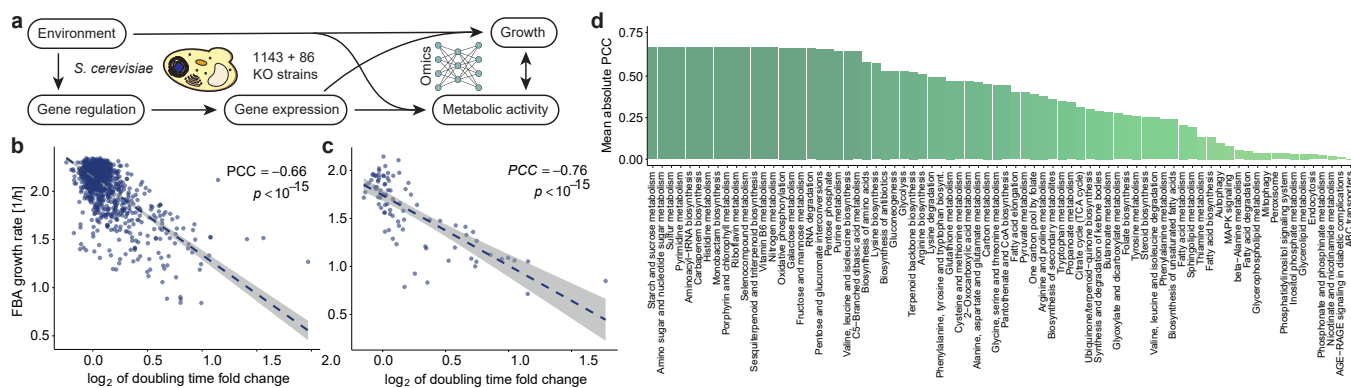 a
Environment
S. cerevisiae
1143 + 86
KO strains
Growth
Omics
Gene regulation
Gene expression
Metabolic activity
b
FBA growth rate [1/h]
2.0
1.5
1.0
0.5
PCC = −0.66
p < 10⁻¹⁵
0.0
0.5
1.0
1.5
2.0
log₂ of doubling time fold change
c
2.0
1.5
1.0
0.5
PCC = −0.76
p < 10⁻¹⁵
0.0
0.5
1.0
1.5
log₂ of doubling time fold change
d
Mean absolute PCC
0.75
0.50
0.25
0.00
Starch and sucrose metabolism
Amino sugar and nucleotide sugar metabolism
Sulfur metabolism
Pyrimidine metabolism
Aminoacyl−tRNA biosynthesis
Carbapenem biosynthesis
Histidine metabolism
Monobactam biosynthesis
Porphyrin and chlorophyll metabolism
Riboflavin metabolism
Selenocompound metabolism
Sesquiterpenoid and triterpenoid biosynthesis
Vitamin B6 metabolism
Nitrogen metabolism
Oxidative phosphorylation
Galactose metabolism
Fructose and mannose metabolism
RNA degradation
Pentose and glucuronate interconversions
Pentose phosphate
Purine metabolism
Valine, leucine and isoleucine biosynthesis
C5−Branched dibasic acid metabolism
Biosynthesis of amino acids
Lysine biosynthesis
Biosynthesis of antibiotics
Gluconeogenesis
Glycolysis
Terpenoid backbone biosynthesis
Arginine biosynthesis
Lysine degradation
Phenylalanine, tyrosine and tryptophan biosynt.
Glutathione metabolism
Cysteine and methionine metabolism
2−Oxocarboxylic acid metabolism
Alanine, aspartate and glutamate metabolism
Carbon metabolism
Glycine, serine and threonine metabolism
Pantothenate and CoA biosynthesis
Fatty acid elongation
Pyruvate metabolism
One carbon pool by folate
Arginine and proline metabolism
Biosynthesis of secondary metabolites
Tryptophan metabolism
Propanoate metabolism
Citrate cycle (TCA cycle)
Ubiquinone/terpenoid−quinone biosynthesis
Synthesis and degradation of ketone bodies
Butanoate metabolism
Glyoxylate and dicarboxylate metabolism
Folate biosynthesis
Tyrosine metabolism
Steroid biosynthesis
Valine, leucine and isoleucine degradation
Phenylalanine metabolism
Biosynthesis of unsaturated fatty acids
Fatty acid metabolism
Sphingolipid metabolism
Thiamine metabolism
Fatty acid biosynthesis
Autophagy
MAPK signaling
beta−Alanine metabolism
Fatty acid degradation
Glycerophospholipid metabolism
Mitophagy
Peroxisome
Phosphatidylinositol signaling system
Inositol phosphate metabolism
Glycerolipid metabolism
Endocytosis
Phosphonate and phosphinate metabolism
Nicotinate and nicotinamide metabolism
AGE−RAGE signaling in diabetic complications
ABC transporters